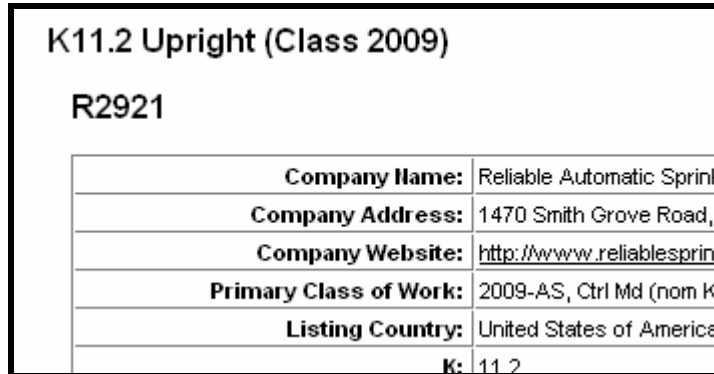 K11.2 Upright (Class 2009)
R2921
Company Name: Reliable Automatic Sprink
Company Address: 1470 Smith Grove Road,
Company Website: http://www.reliablesprin
Primary Class of Work: 2009-AS, Ctrl Md (nom K
Listing Country: United States of America
K: 11.2